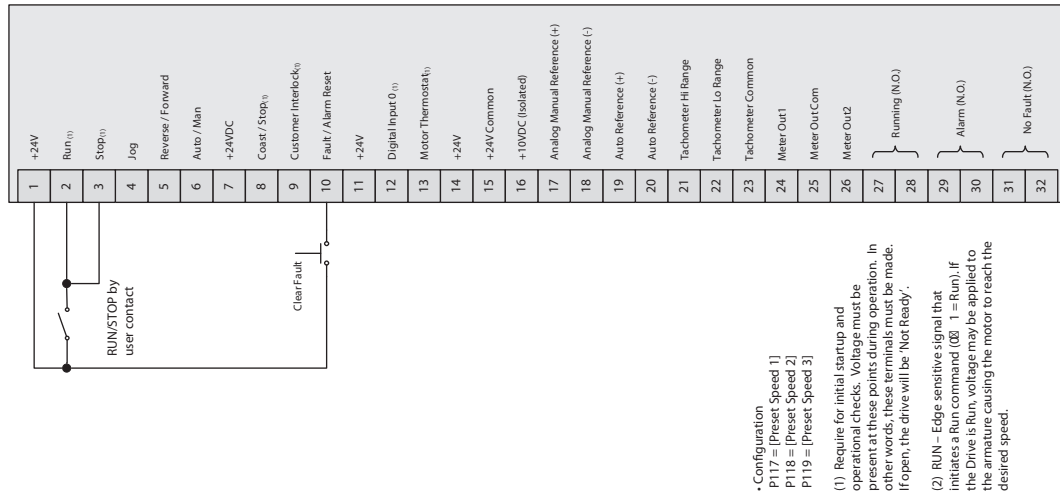 1 +24V
2 Run (1)
3 Stop(1)
4 Jog
5 Reverse / Forward
6 Auto / Man
7 +24VDC
8 Coast / Stop(1)
9 Customer Interlock(1)
10 Fault / Alarm Reset
11 +24V
12 Digital Input 0 (1)
13 Motor Thermostat(1)
14 +24V
15 +24V Common
16 +10VDC (Isolated)
17 Analog Manual Reference (+)
18 Analog Manual Reference (-)
19 Auto Reference (+)
20 Auto Reference (-)
21 Tachometer Hi Range
22 Tachometer Lo Range
23 Tachometer Common
24 Meter Out1
25 Meter Out Com
26 Meter Out2
27
28
Running (N.O.)
29
30
Alarm (N.O.)
31
32
No Fault (N.O.)
RUN/STOP by
user contact
Clear Fault
• Configuration
P117 = [Preset Speed 1]
P118 = [Preset Speed 2]
P119 = [Preset Speed 3]
(1) Require for initial startup and
operational checks. Voltage must be
present at these points during operation. In
other words, these terminals must be made.
If open, the drive will be 'Not Ready'.
(2) RUN – Edge sensitive signal that
initiates a Run command (0 1 = Run). If
the Drive is Run, voltage may be applied to
the armature causing the motor to reach the
desired speed.